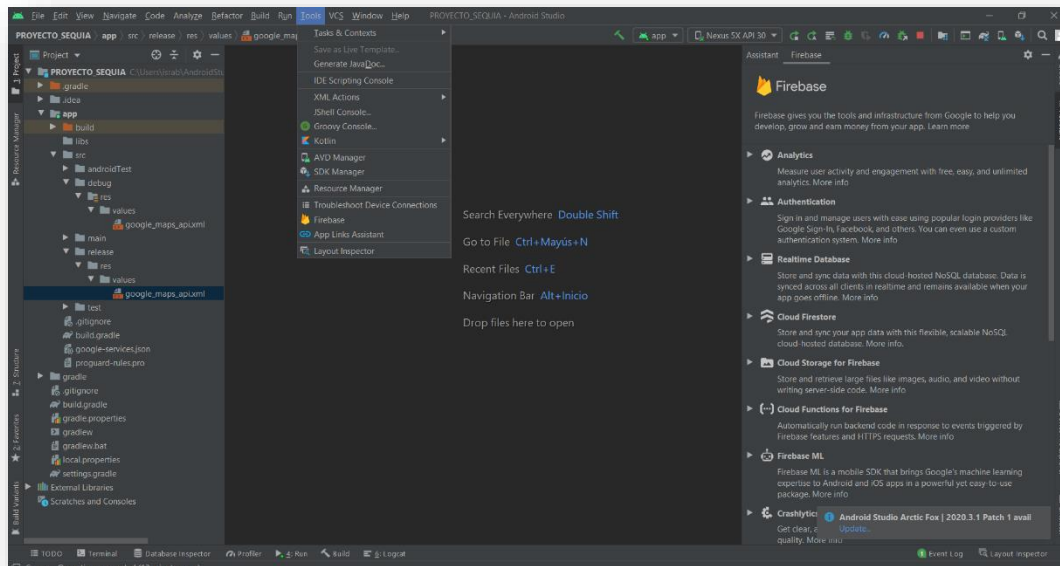 File Edit View Navigate Code Analyze Refactor Build Run Tools VCS Window Help PROYECTO_SEQUIA - Android Studio
PROYECTO_SEQUIA app src release res values google_map
app
Nexus 5X API 30
Project
PROYECTO_SEQUIA
.gradle
.idea
app
build
libs
src
androidTest
debug
res
values
google_maps_api.xml
main
release
res
values
google_maps_api.xml
test
.gitignore
build.gradle
google-services.json
proguard-rules.pro
gradle
.gitignore
build.gradle
gradle.properties
gradlew
gradlew.bat
local.properties
settings.gradle
External Libraries
Scratches and Consoles
1: Project
Resource Manager
7: Structure
2: Favorites
Build Variants
Tasks & Contexts
Save as Live Template...
Generate JavaDoc...
IDE Scripting Console
XML Actions
JShell Console...
Groovy Console...
Kotlin
AVD Manager
SDK Manager
Resource Manager
Troubleshoot Device Connections
Firebase
App Links Assistant
Layout Inspector
Search Everywhere Double Shift
Go to File Ctrl+Mayús+N
Recent Files Ctrl+E
Navigation Bar Alt+Inicio
Drop files here to open
Assistant Firebase
Firebase
Firebase gives you the tools and infrastructure from Google to help you
develop, grow and earn money from your app. Learn more
Analytics
Measure user activity and engagement with free, easy, and unlimited
analytics. More info
Authentication
Sign in and manage users with ease using popular login providers like
Google Sign-In, Facebook, and others. You can even use a custom
authentication system. More info
Realtime Database
Store and sync data with this cloud-hosted NoSQL database. Data is
synced across all clients in realtime and remains available when your
app goes offline. More info
Cloud Firestore
Store and sync your app data with this flexible, scalable NoSQL
cloud-hosted database. More info.
Cloud Storage for Firebase
Store and retrieve large files like images, audio, and video without
writing server-side code. More info
Cloud Functions for Firebase
Automatically run backend code in response to events triggered by
Firebase features and HTTPS requests. More info
Firebase ML
Firebase ML is a mobile SDK that brings Google's machine learning
expertise to Android and iOS apps in a powerful yet easy-to-use
package. More info
Crashlytic
Get clear, a
quality. More info
Android Studio Arctic Fox | 2020.3.1 Patch 1 avail
Update...
TODO Terminal Database Inspector Profiler 4: Run Build 6: Logcat Event Log Layout Inspector